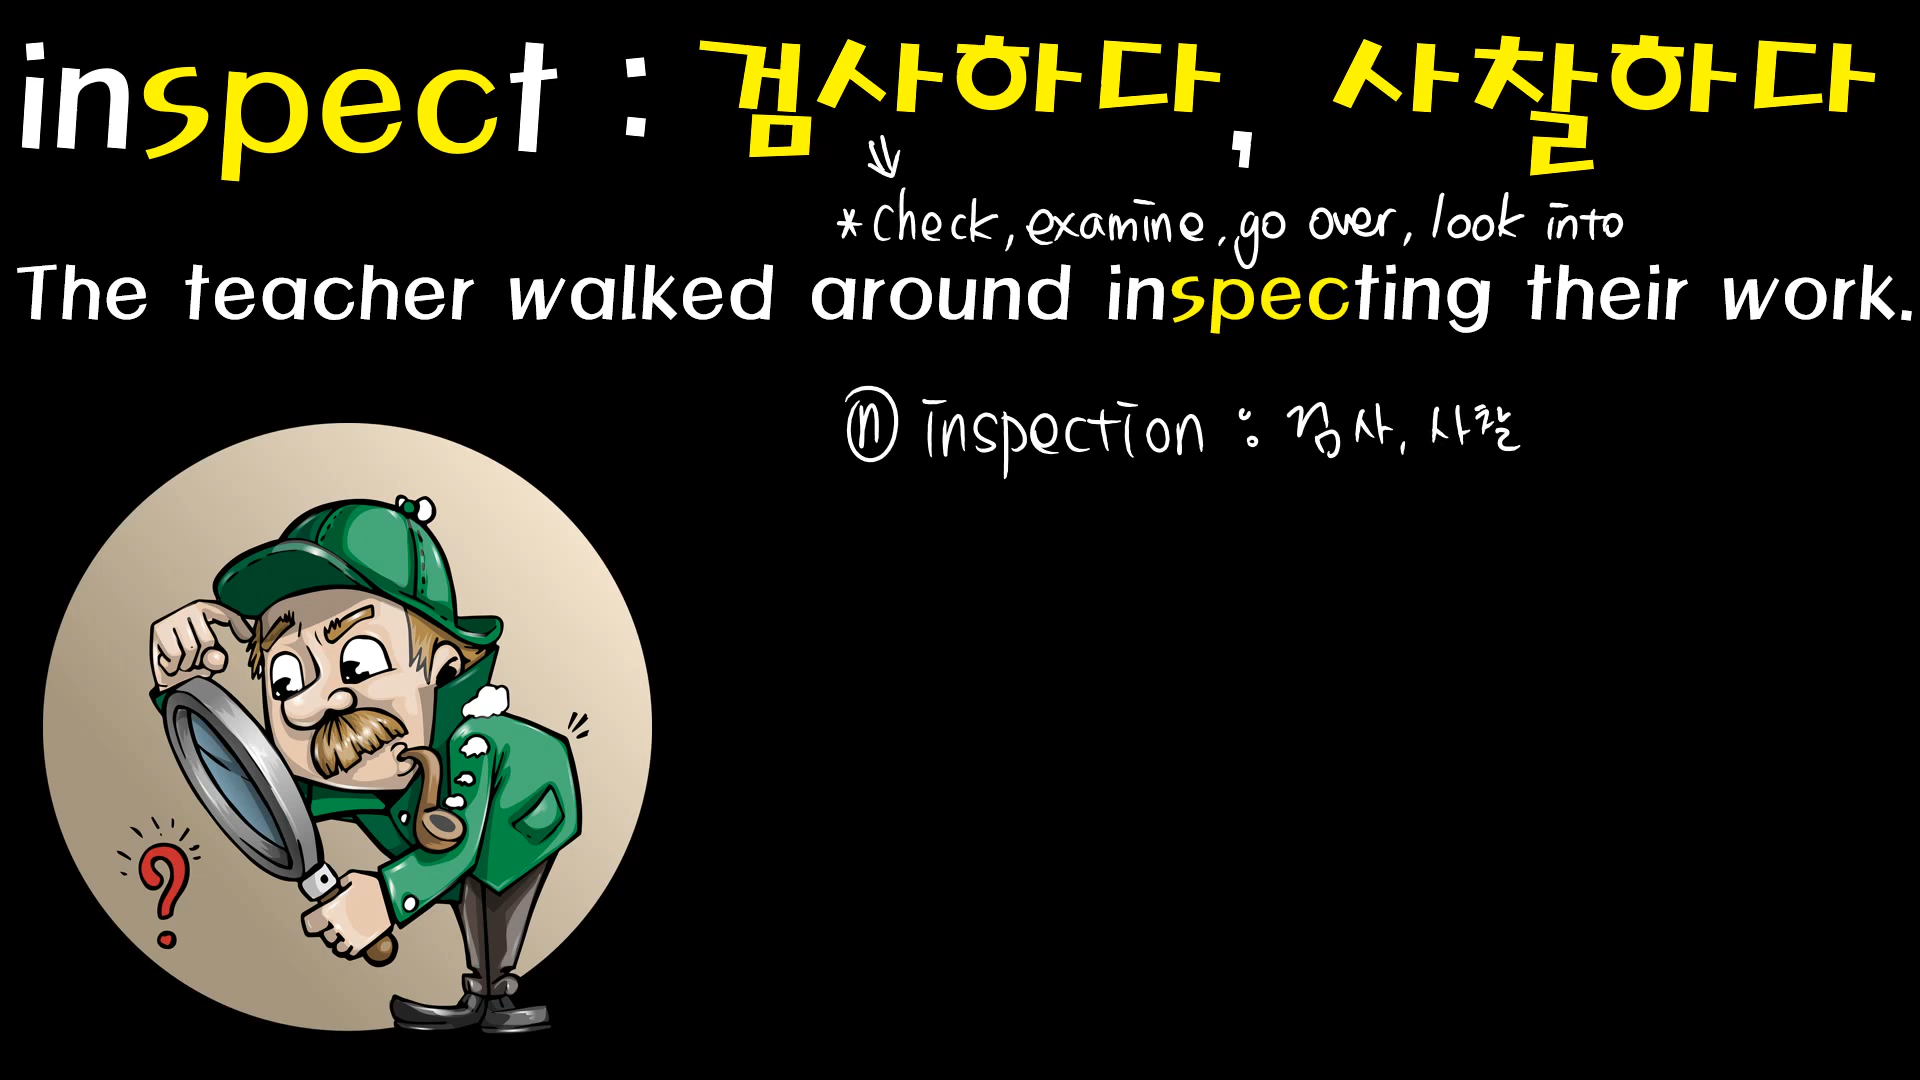 inspect : 검사하다, 사찰하다
*check, examine, go over, look into
The teacher walked around inspecting their work.
ⓝ inspection : 검사, 사찰
?